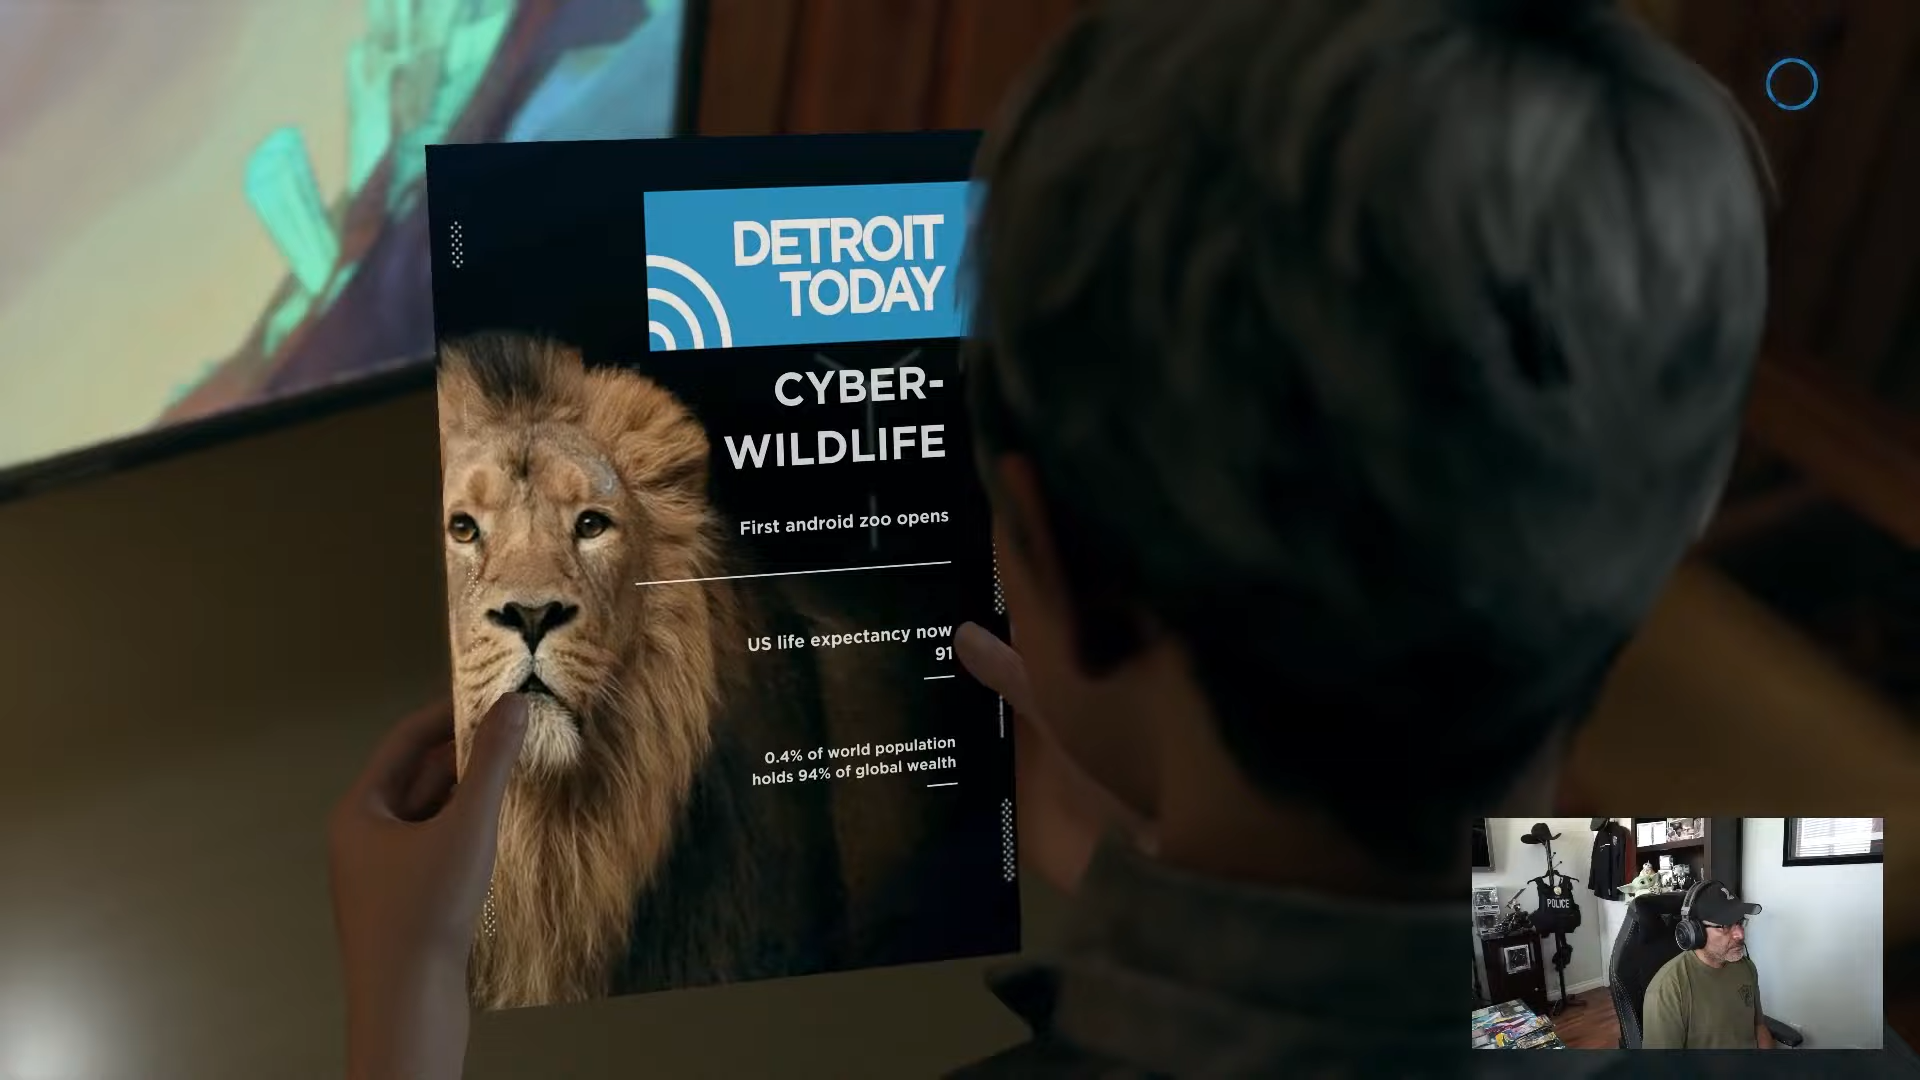 DETROIT
TODAY
CYBER-
WILDLIFE
First android zoo opens
US life expectancy now
91
0.4% of world population
holds 94% of global wealth
POLICE